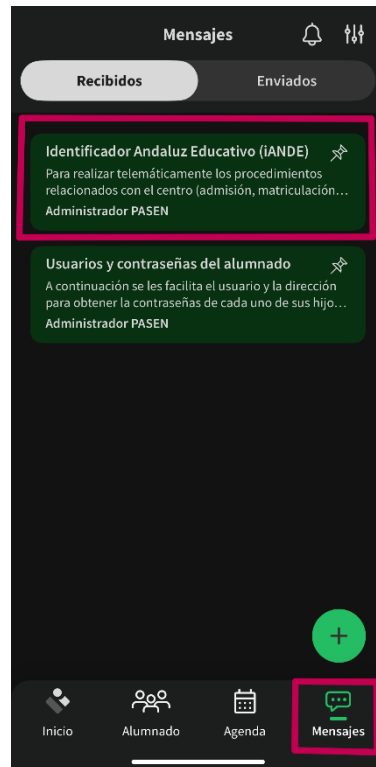 Mensajes
Recibidos
Enviados
Identificador Andaluz Educativo (iANDE)
Para realizar telemáticamente los procedimientos
relacionados con el centro (admisión, matriculación...
Administrador PASEN
Usuarios y contraseñas del alumnado
A continuación se les facilita el usuario y la dirección
para obtener la contraseñas de cada uno de sus hijo...
Administrador PASEN
Inicio
Alumnado
Agenda
Mensajes